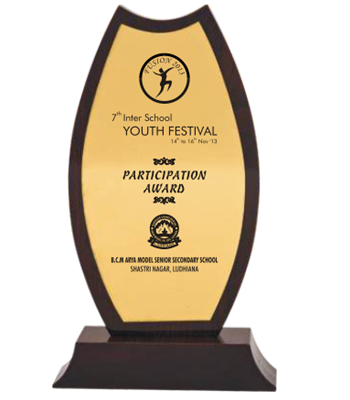 FUSION 2013
7th Inter School
YOUTH FESTIVAL
14th to 16th Nov'13
PARTICIPATION
AWARD
B.C.M ARYA MODEL SENIOR SECONDARY SCHOOL
SHASTRI NAGAR, LUDHIANA